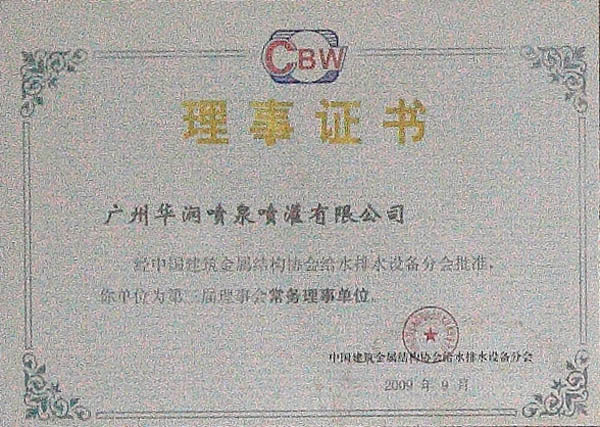 CBW
理事证书
广州华润喷泉喷灌有限公司
经中国建筑金属结构协会给水排水设备分会批准,
你单位为第二届理事会常务理事单位。
中国建筑金属结构协会给水排水设备分会
2009 年 9 月